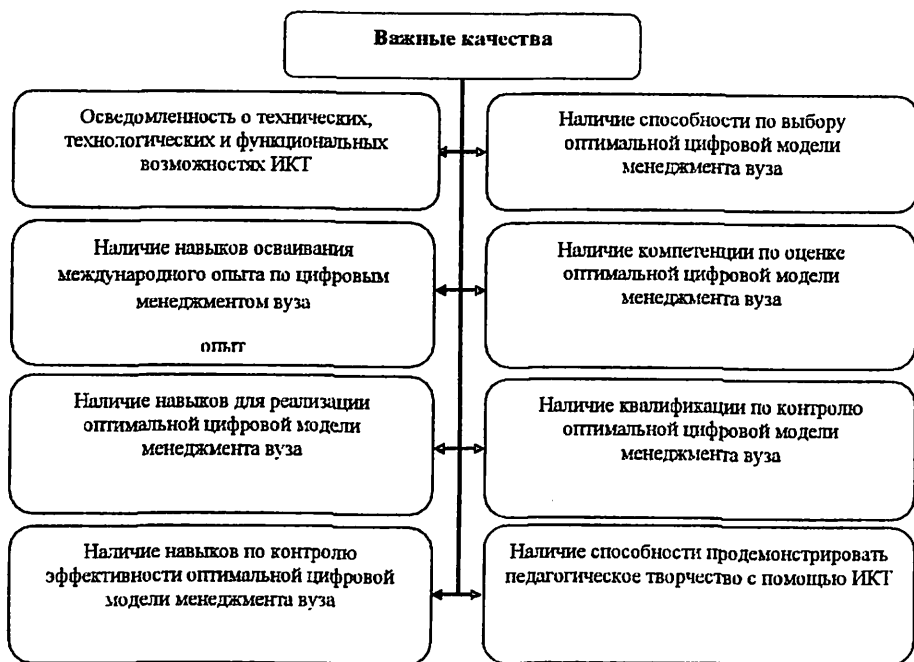 Важные качества
Осведомленность о технических,
технологических и функциональных
возможностях ИКТ
Наличие способности по выбору
оптимальной цифровой модели
менеджмента вуза
Наличие навыков осваивания
международного опыта по цифровым
менеджментом вуза
опыт
Наличие компетенции по оценке
оптимальной цифровой модели
менеджмента вуза
Наличие навыков для реализации
оптимальной цифровой модели
менеджмента вуза
Наличие квалификации по контролю
оптимальной цифровой модели
менеджмента вуза
Наличие навыков по контролю
эффективности оптимальной цифровой
модели менеджмента вуза
Наличие способности продемонстрировать
педагогическое творчество с помощью ИКТ